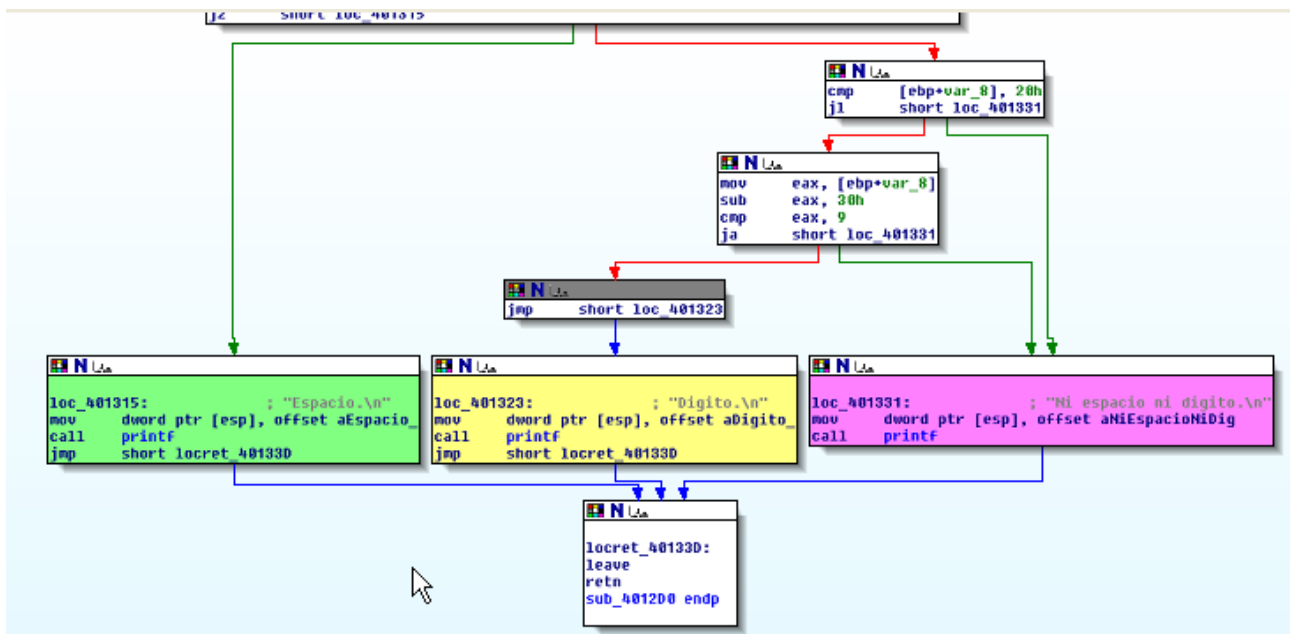 jz short loc_401315
cmp [ebp+var_8], 20h
jl short loc_401331
mov eax, [ebp+var_8]
sub eax, 30h
cmp eax, 9
ja short loc_401331
jmp short loc_401323
loc_401315: ; "Espacio.\n"
mov dword ptr [esp], offset aEspacio_
call printf
jmp short locret_40133D
loc_401323: ; "Digito.\n"
mov dword ptr [esp], offset aDigito_
call printf
jmp short locret_40133D
loc_401331: ; "Ni espacio ni digito.\n"
mov dword ptr [esp], offset aNiEspacioNiDig
call printf
locret_40133D:
leave
retn
sub_4012D0 endp